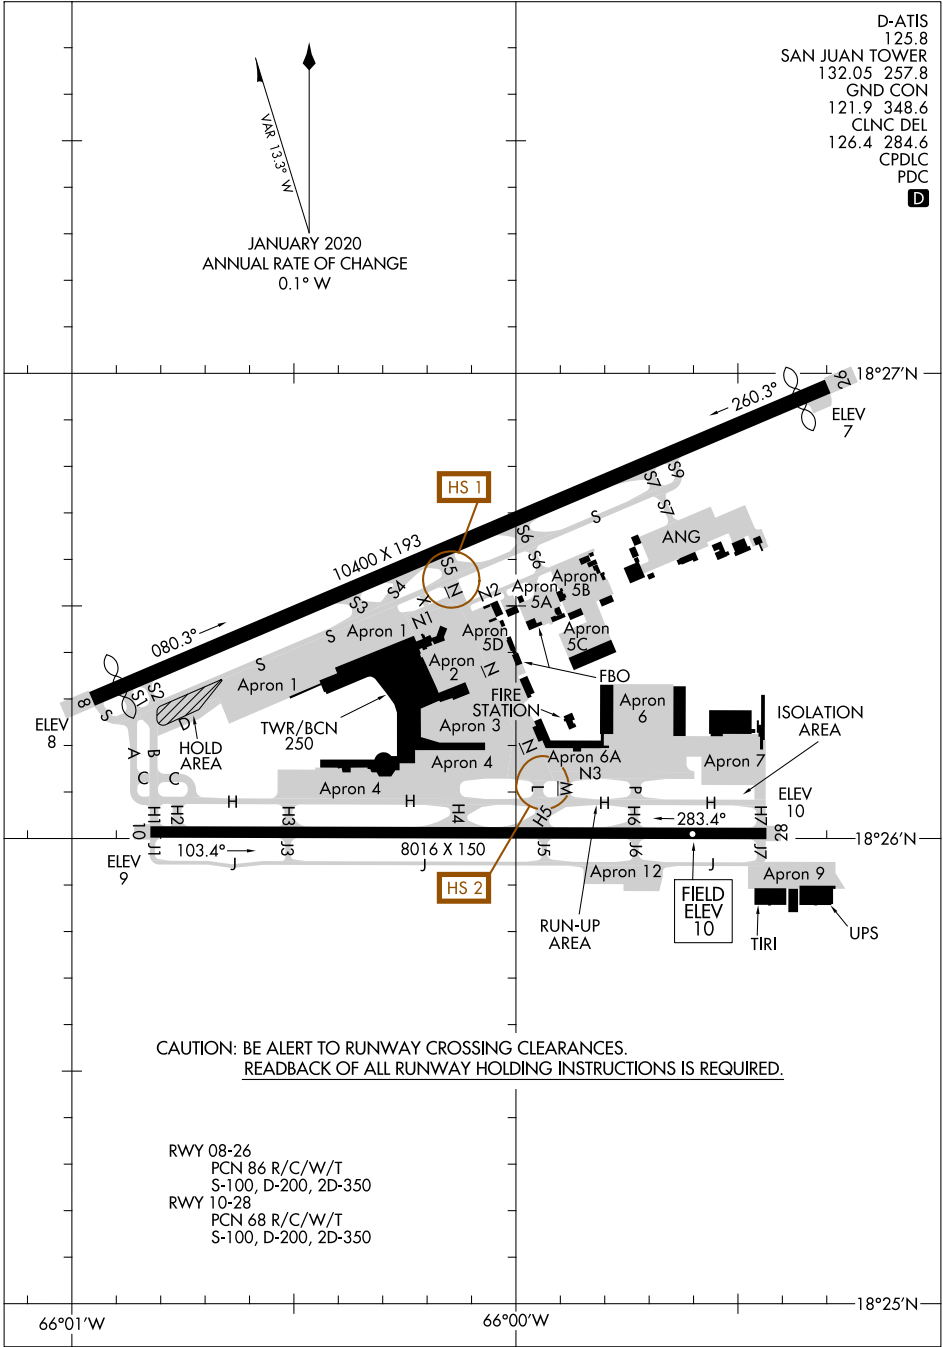 D-ATIS
125.8
SAN JUAN TOWER
132.05 257.8
GND CON
121.9 348.6
CLNC DEL
126.4 284.6
CPDLC
PDC
D
VAR 13.3° W
JANUARY 2020
ANNUAL RATE OF CHANGE
0.1° W
18°27'N
26
260.3°
ELEV
7
HS 1
S9
S7
S7
S
S6
S6
ANG
10400 X 193
S5
N
S4
S3
X
N1
N2
Apron
5A
Apron
5B
Apron
5C
Apron
5D
080.3°
S
S
Apron 1
Apron 1
Apron
2
N
FBO
FIRE
STATION
Apron
6
ISOLATION
AREA
8
S
S1
S2
D
ELEV
8
HOLD
AREA
TWR/BCN
250
Apron 3
N
Apron 4
Apron 4
Apron 6A
N3
Apron 7
A
B
C
C
L
M
P
H
H
H
H
H1
H2
H3
H4
H5
H6
H7
ELEV
10
10
28
283.4°
18°26'N
103.4°
8016 X 150
ELEV
9
J1
J3
J5
J6
J7
J
J
J
HS 2
Apron 12
Apron 9
FIELD
ELEV
10
RUN-UP
AREA
TIRI
UPS
CAUTION: BE ALERT TO RUNWAY CROSSING CLEARANCES.
READBACK OF ALL RUNWAY HOLDING INSTRUCTIONS IS REQUIRED.
RWY 08-26
PCN 86 R/C/W/T
S-100, D-200, 2D-350
RWY 10-28
PCN 68 R/C/W/T
S-100, D-200, 2D-350
18°25'N
66°01'W
66°00'W